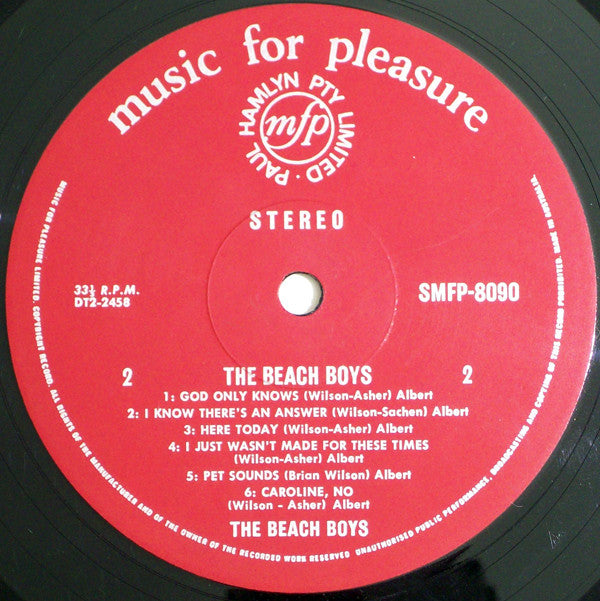 music for pleasure
PAUL HAMLYN PTY LIMITED ·
mfp
STEREO
33⅓ R.P.M.
DT2-2458
SMFP-8090
2 THE BEACH BOYS 2
1: GOD ONLY KNOWS (Wilson-Asher) Albert
2: I KNOW THERE'S AN ANSWER (Wilson-Sachen) Albert
3: HERE TODAY (Wilson-Asher) Albert
4: I JUST WASN'T MADE FOR THESE TIMES
(Wilson-Asher) Albert
5: PET SOUNDS (Brian Wilson) Albert
6: CAROLINE, NO
(Wilson - Asher) Albert
THE BEACH BOYS
MUSIC FOR PLEASURE LIMITED. COPYRIGHT RECORD. ALL RIGHTS OF THE MANUFACTURER AND OF THE OWNER OF THE RECORDED WORK RESERVED UNAUTHORISED PUBLIC PERFORMANCE, BROADCASTING AND COPYING OF THIS RECORD PROHIBITED. MADE IN AUSTRALIA.